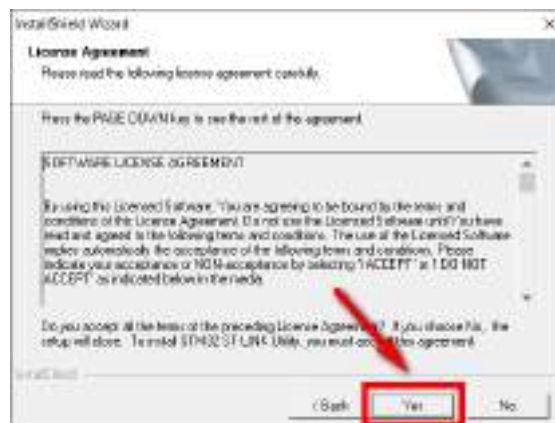 InstallShield Wizard
License Agreement
Please read the following license agreement carefully.
Press the PAGE DOWN key to see the rest of the agreement.
SOFTWARE LICENSE AGREEMENT
By using this Licensed Software, You are agreeing to be bound by the terms and
conditions of this License Agreement. Do not use the Licensed Software until You have
read and agreed to the following terms and conditions. The use of the Licensed Software
implies automatically the acceptance of the following terms and conditions. Please
indicate your acceptance or NON-acceptance by selecting "I ACCEPT" or "I DO NOT
ACCEPT" as indicated below in the media.
Do you accept all the terms of the preceding License Agreement? If you choose No, the
setup will close. To install STM32 ST-LINK Utility, you must accept this agreement.
InstallShield
< Back Yes No